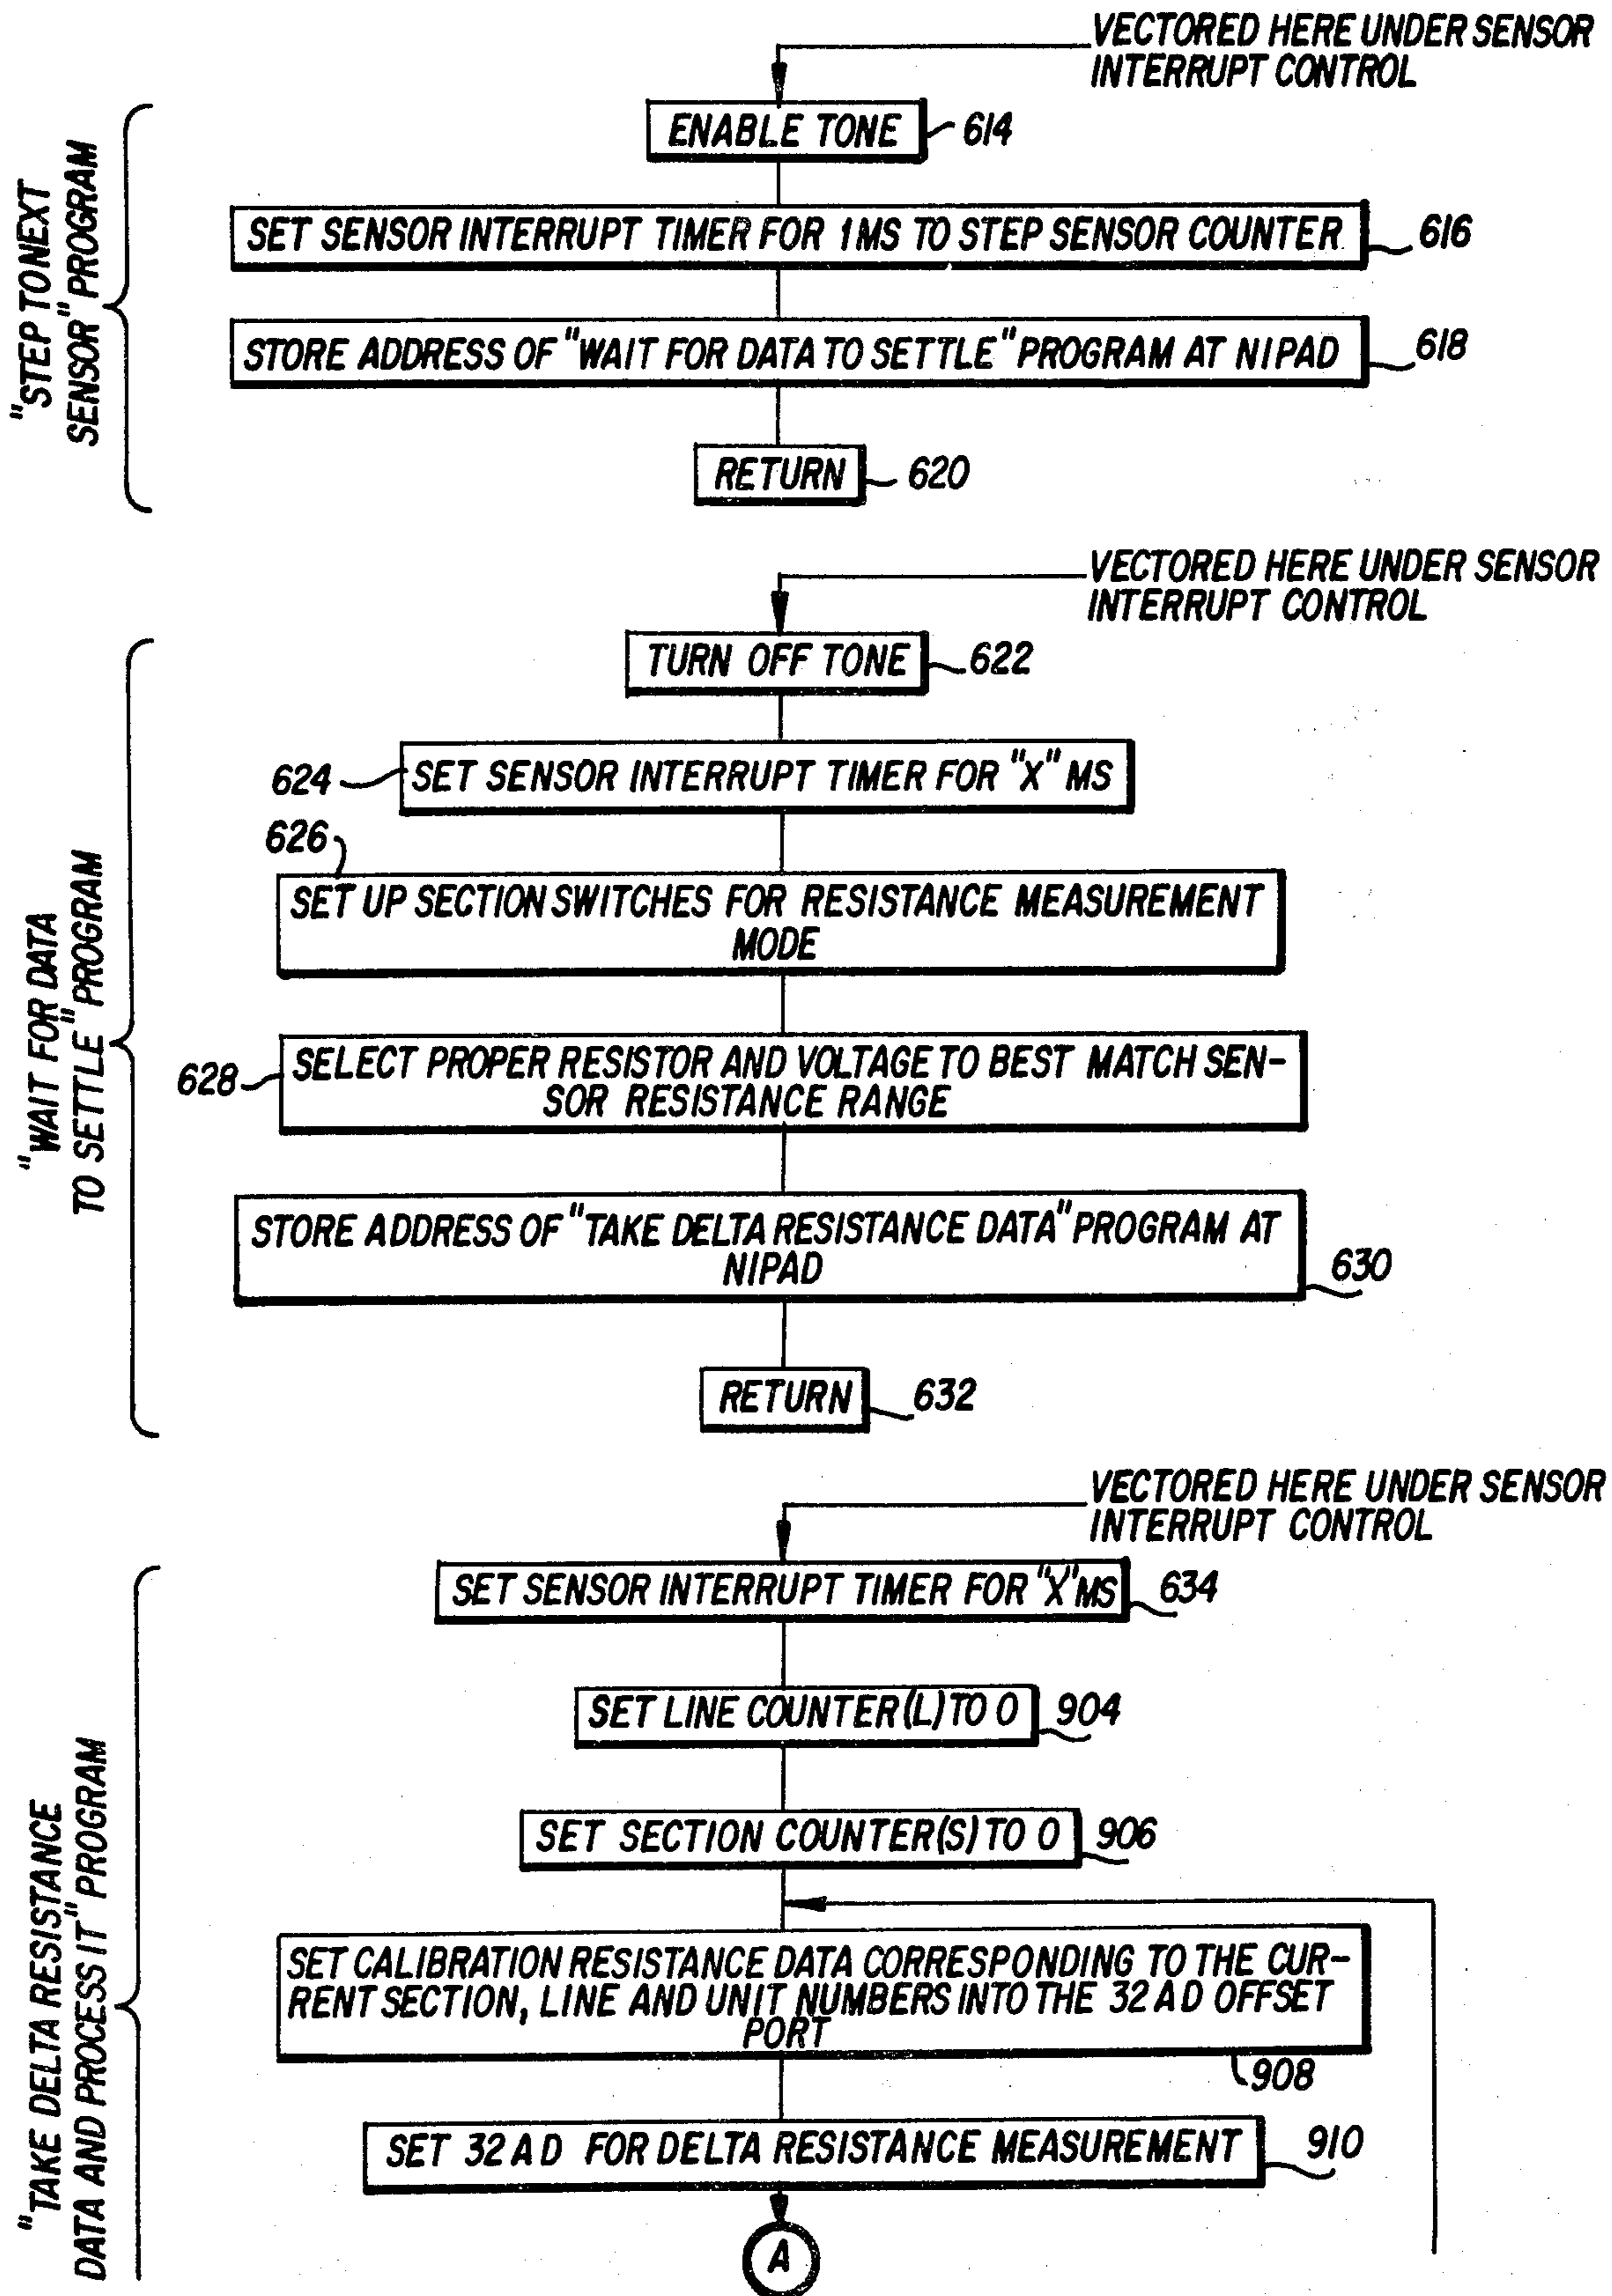 VECTORED HERE UNDER SENSOR
INTERRUPT CONTROL
"STEP TO NEXT
SENSOR" PROGRAM
ENABLE TONE
614
SET SENSOR INTERRUPT TIMER FOR 1MS TO STEP SENSOR COUNTER
616
STORE ADDRESS OF "WAIT FOR DATA TO SETTLE" PROGRAM AT NIPAD
618
RETURN
620
VECTORED HERE UNDER SENSOR
INTERRUPT CONTROL
"WAIT FOR DATA
TO SETTLE" PROGRAM
TURN OFF TONE
622
624
SET SENSOR INTERRUPT TIMER FOR "X" MS
626
SET UP SECTION SWITCHES FOR RESISTANCE MEASUREMENT
MODE
628
SELECT PROPER RESISTOR AND VOLTAGE TO BEST MATCH SEN-
SOR RESISTANCE RANGE
STORE ADDRESS OF "TAKE DELTA RESISTANCE DATA" PROGRAM AT
NIPAD
630
RETURN
632
VECTORED HERE UNDER SENSOR
INTERRUPT CONTROL
"TAKE DELTA RESISTANCE
DATA AND PROCESS IT" PROGRAM
SET SENSOR INTERRUPT TIMER FOR "X" MS
634
SET LINE COUNTER (L) TO 0
904
SET SECTION COUNTER (S) TO 0
906
SET CALIBRATION RESISTANCE DATA CORRESPONDING TO THE CUR-
RENT SECTION, LINE AND UNIT NUMBERS INTO THE 32 A D OFFSET
PORT
908
SET 32 A D FOR DELTA RESISTANCE MEASUREMENT
910
A